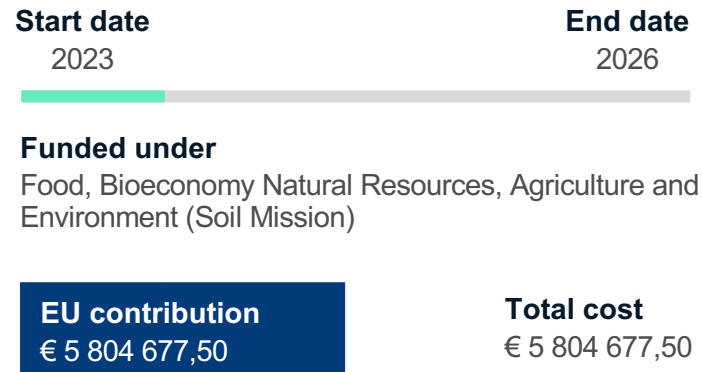 Start date
End date
2023
2026
Funded under
Food, Bioeconomy Natural Resources, Agriculture and
Environment (Soil Mission)
EU contribution
€ 5 804 677,50
Total cost
€ 5 804 677,50